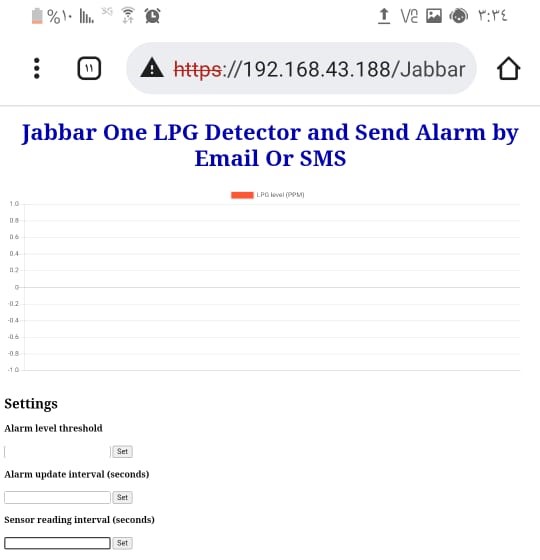 %١٠ 3G ٧٤ ٣:٣٤
١١ https://192.168.43.188/Jabbar
Jabbar One LPG Detector and Send Alarm by
Email Or SMS
LPG level (PPM)
1.0
0.8
0.6
0.4
0.2
0
-0.2
-0.4
-0.6
-0.8
-1.0
Settings
Alarm level threshold
Set
Alarm update interval (seconds)
Set
Sensor reading interval (seconds)
Set